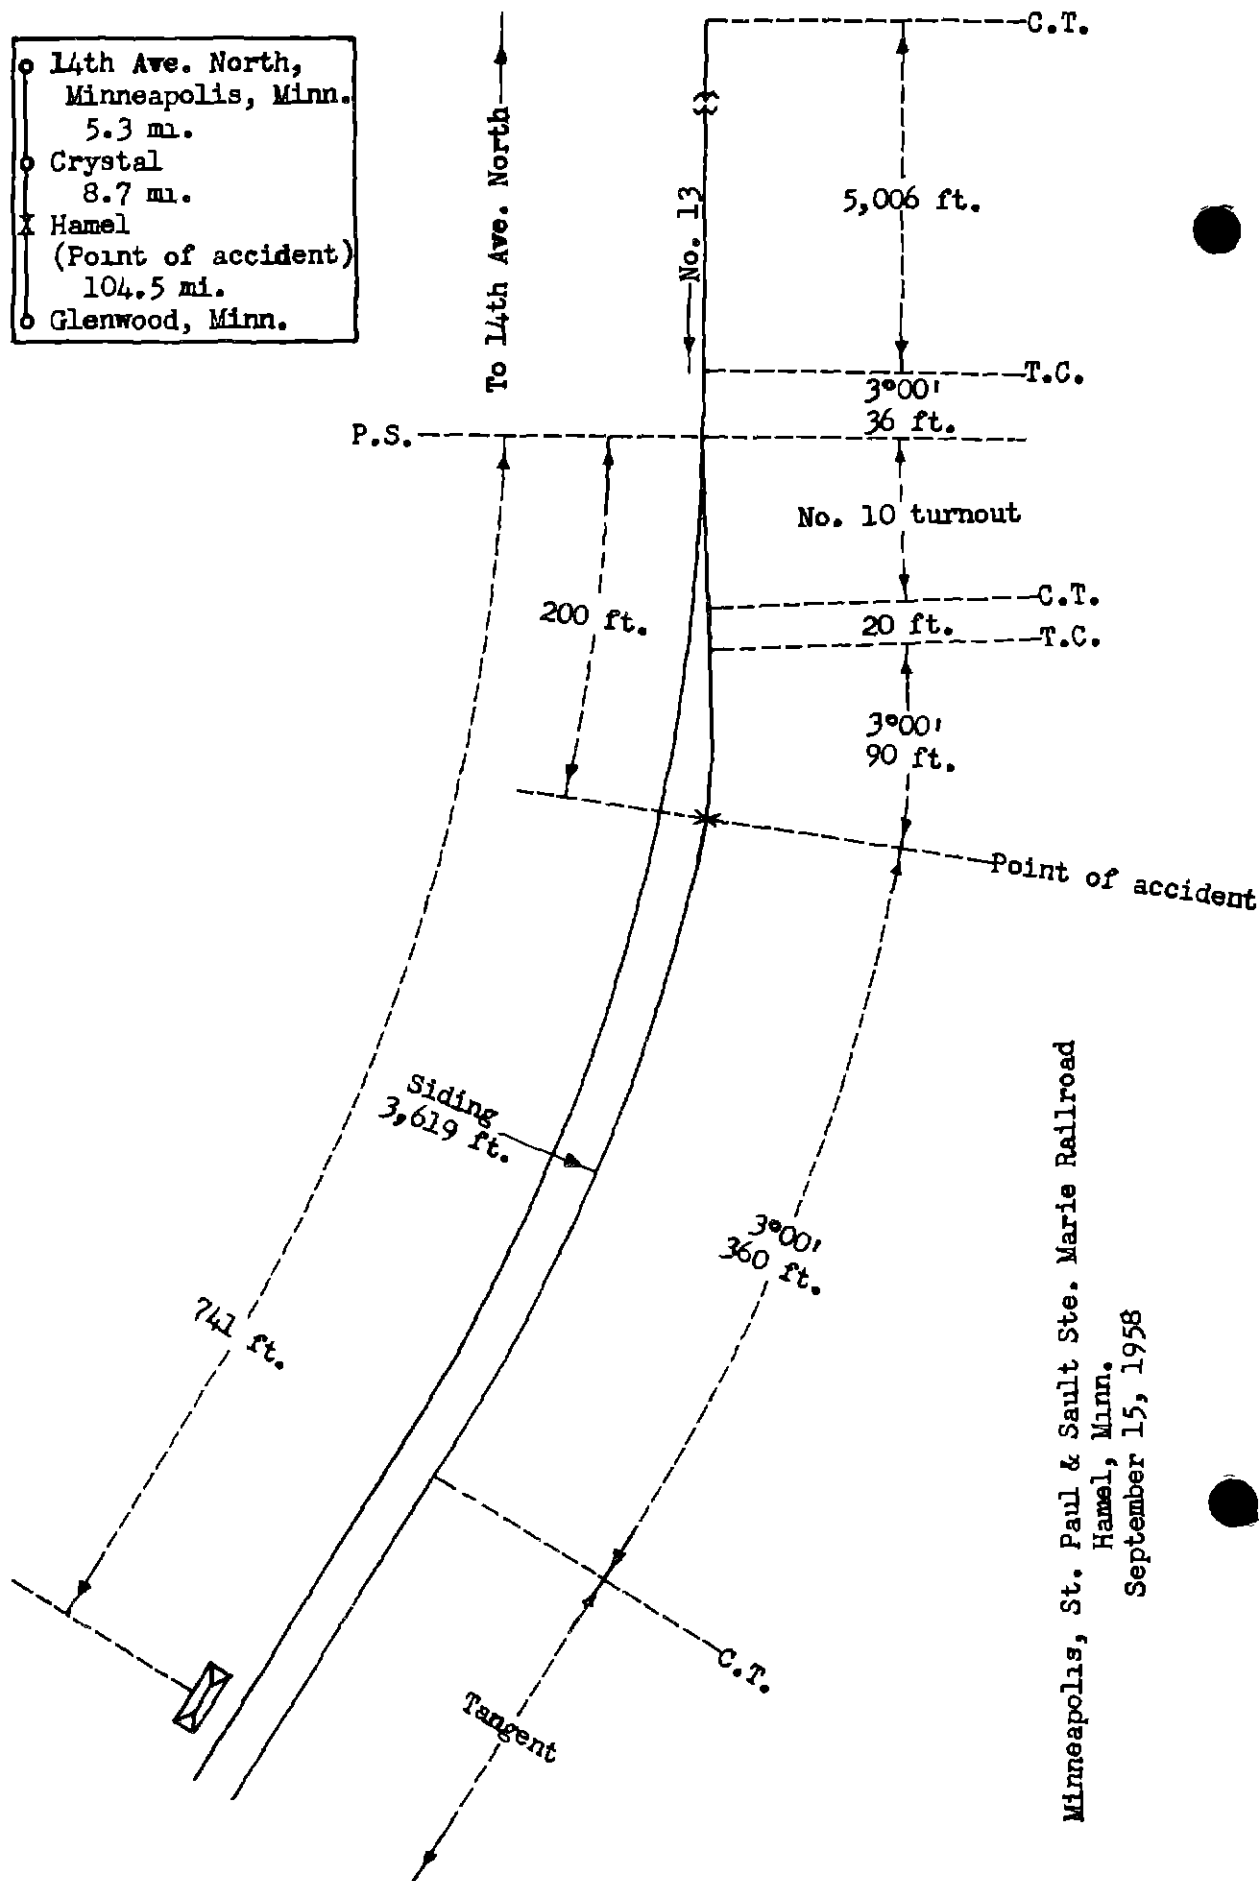 14th Ave. North,
Minneapolis, Minn.
5.3 mi.
Crystal
8.7 mi.
X Hamel
(Point of accident)
104.5 mi.
Glenwood, Minn.
To 14th Ave. North
No. 13
C.T.
5,006 ft.
T.C.
3°00'
36 ft.
P.S.
No. 10 turnout
200 ft.
C.T.
20 ft.
T.C.
3°00'
90 ft.
Point of accident
Siding
3,619 ft.
3°00'
360 ft.
741 ft.
C.T.
Tangent
Minneapolis, St. Paul & Sault Ste. Marie Railroad
Hamel, Minn.
September 15, 1958